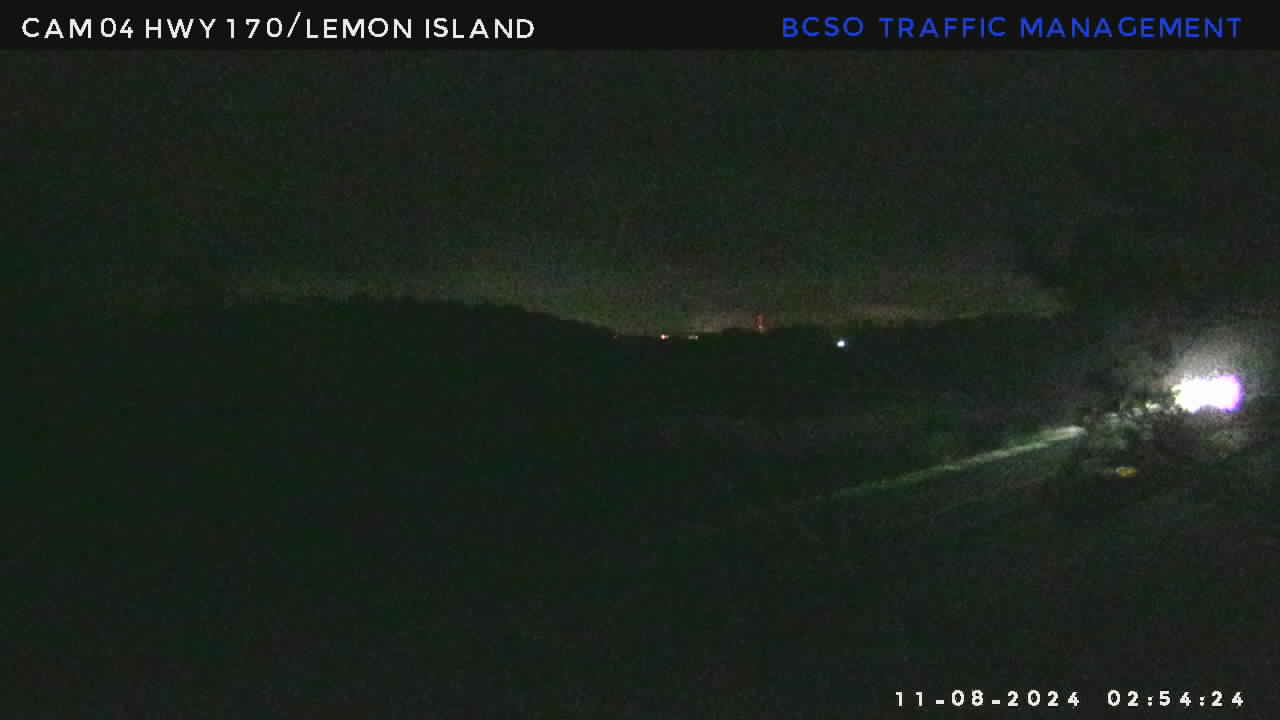 CAM04 HWY 170/LEMON ISLAND
BCSO TRAFFIC MANAGEMENT
11-08-2024 02:54:24